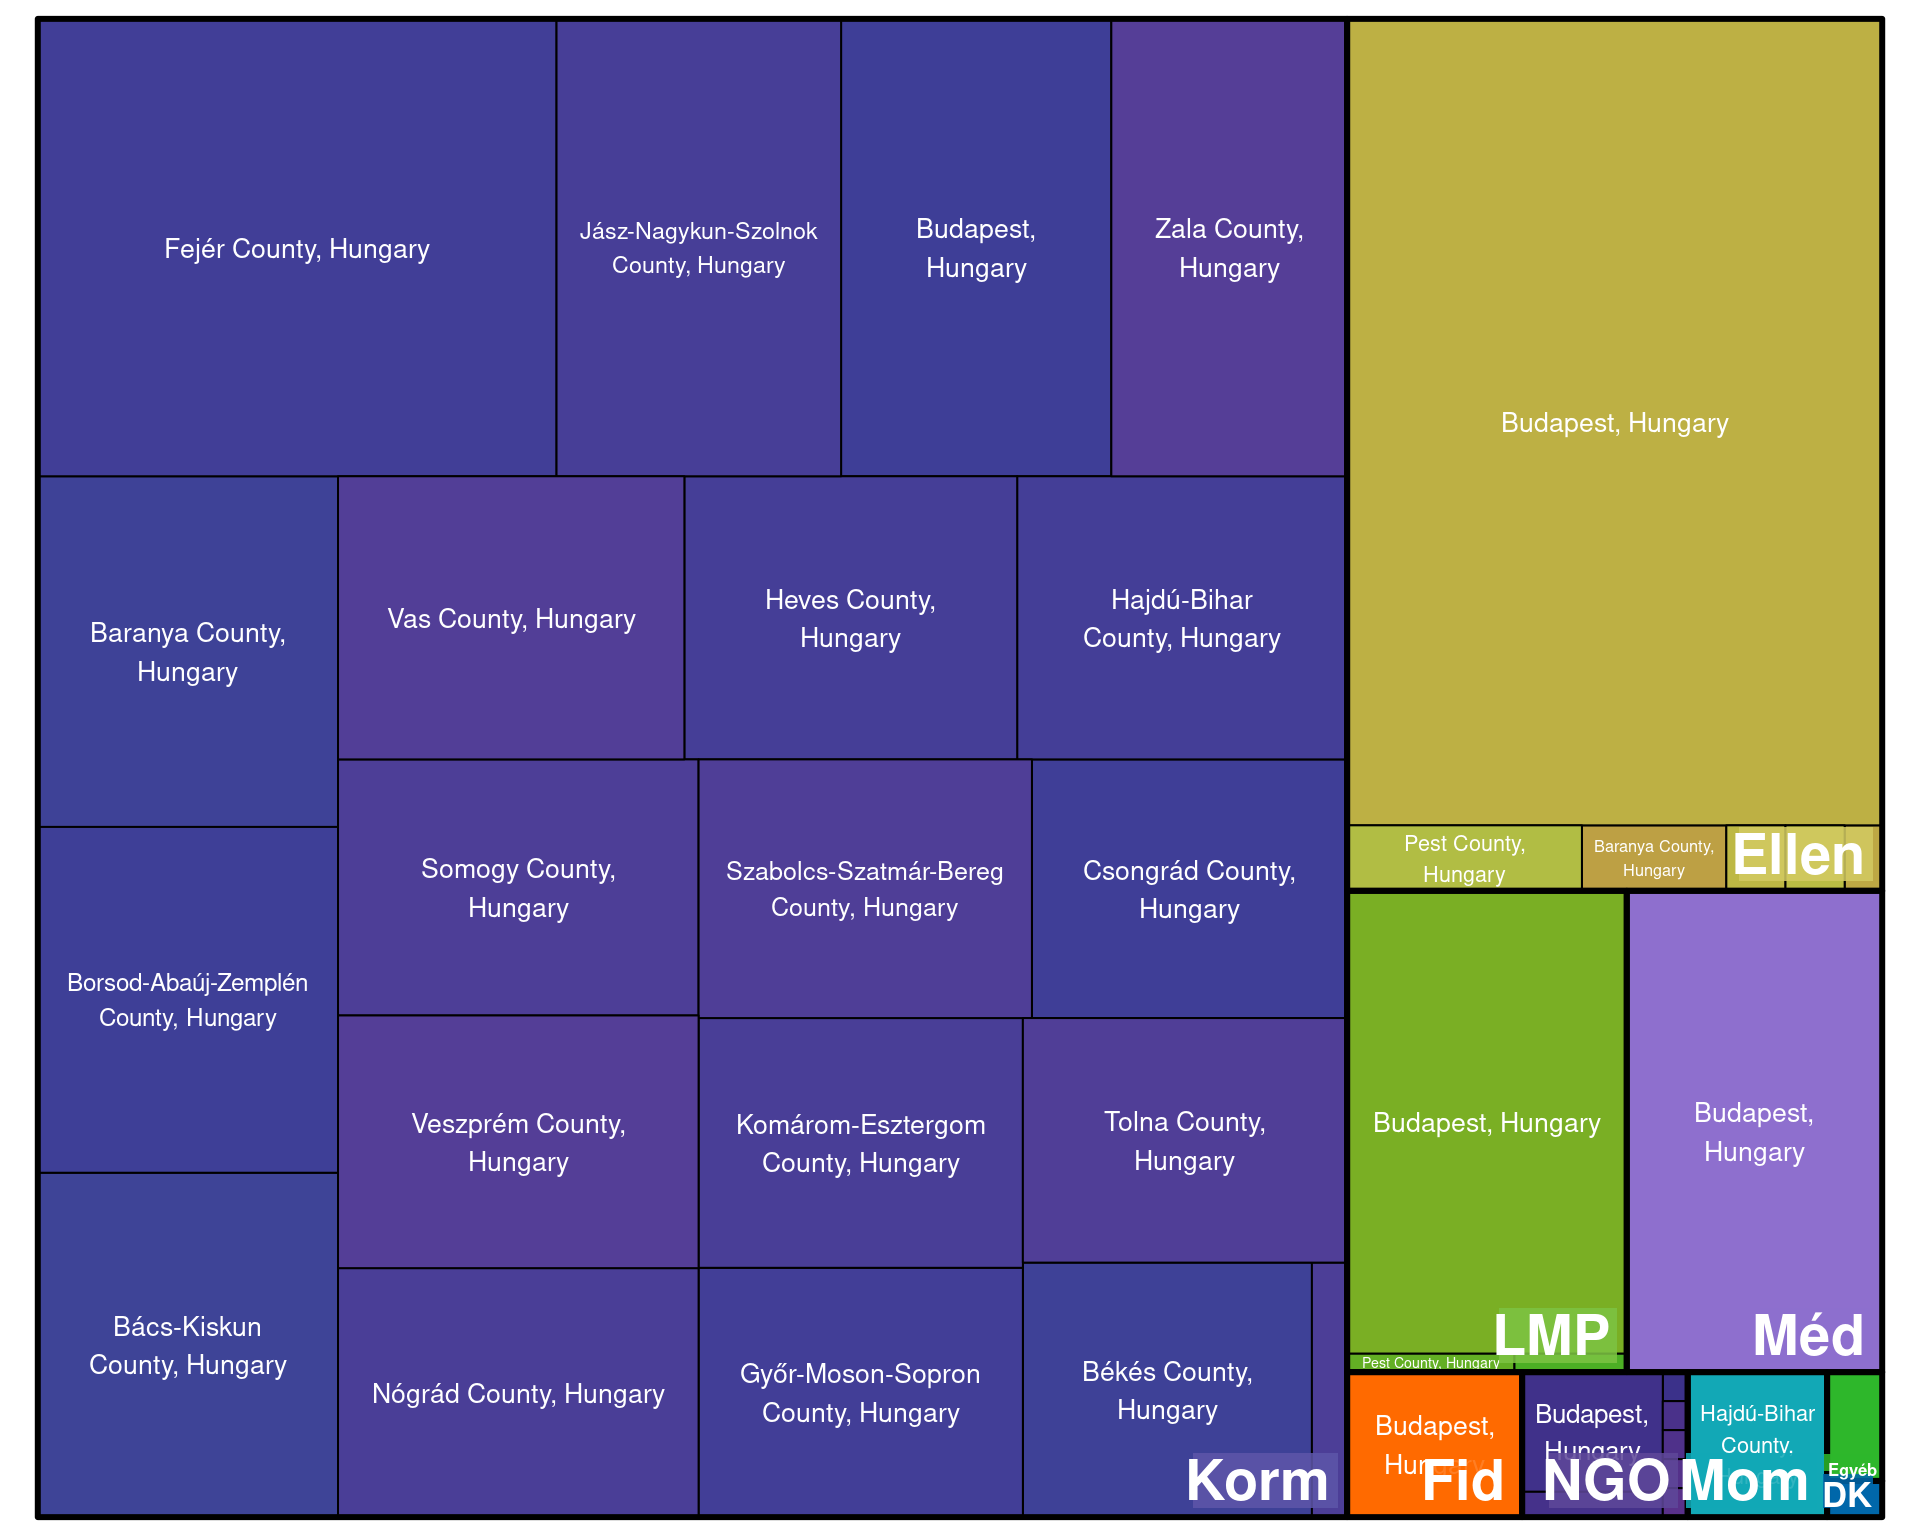 Fejér County, Hungary
Jász-Nagykun-Szolnok
County, Hungary
Budapest,
Hungary
Zala County,
Hungary
Budapest, Hungary
Baranya County,
Hungary
Vas County, Hungary
Heves County,
Hungary
Hajdú-Bihar
County, Hungary
Pest County,
Hungary
Baranya County,
Hungary
Ellen
Somogy County,
Hungary
Szabolcs-Szatmár-Bereg
County, Hungary
Csongrád County,
Hungary
Borsod-Abaúj-Zemplén
County, Hungary
Veszprém County,
Hungary
Komárom-Esztergom
County, Hungary
Tolna County,
Hungary
Budapest, Hungary
LMP
Pest County, Hungary
Budapest,
Hungary
Méd
Bács-Kiskun
County, Hungary
Nógrád County, Hungary
Győr-Moson-Sopron
County, Hungary
Békés County,
Hungary
Korm
Budapest,
Hungary
Fid
Budapest,
Hungary
NGO
Hajdú-Bihar
County,
Mom
Egyéb
DK